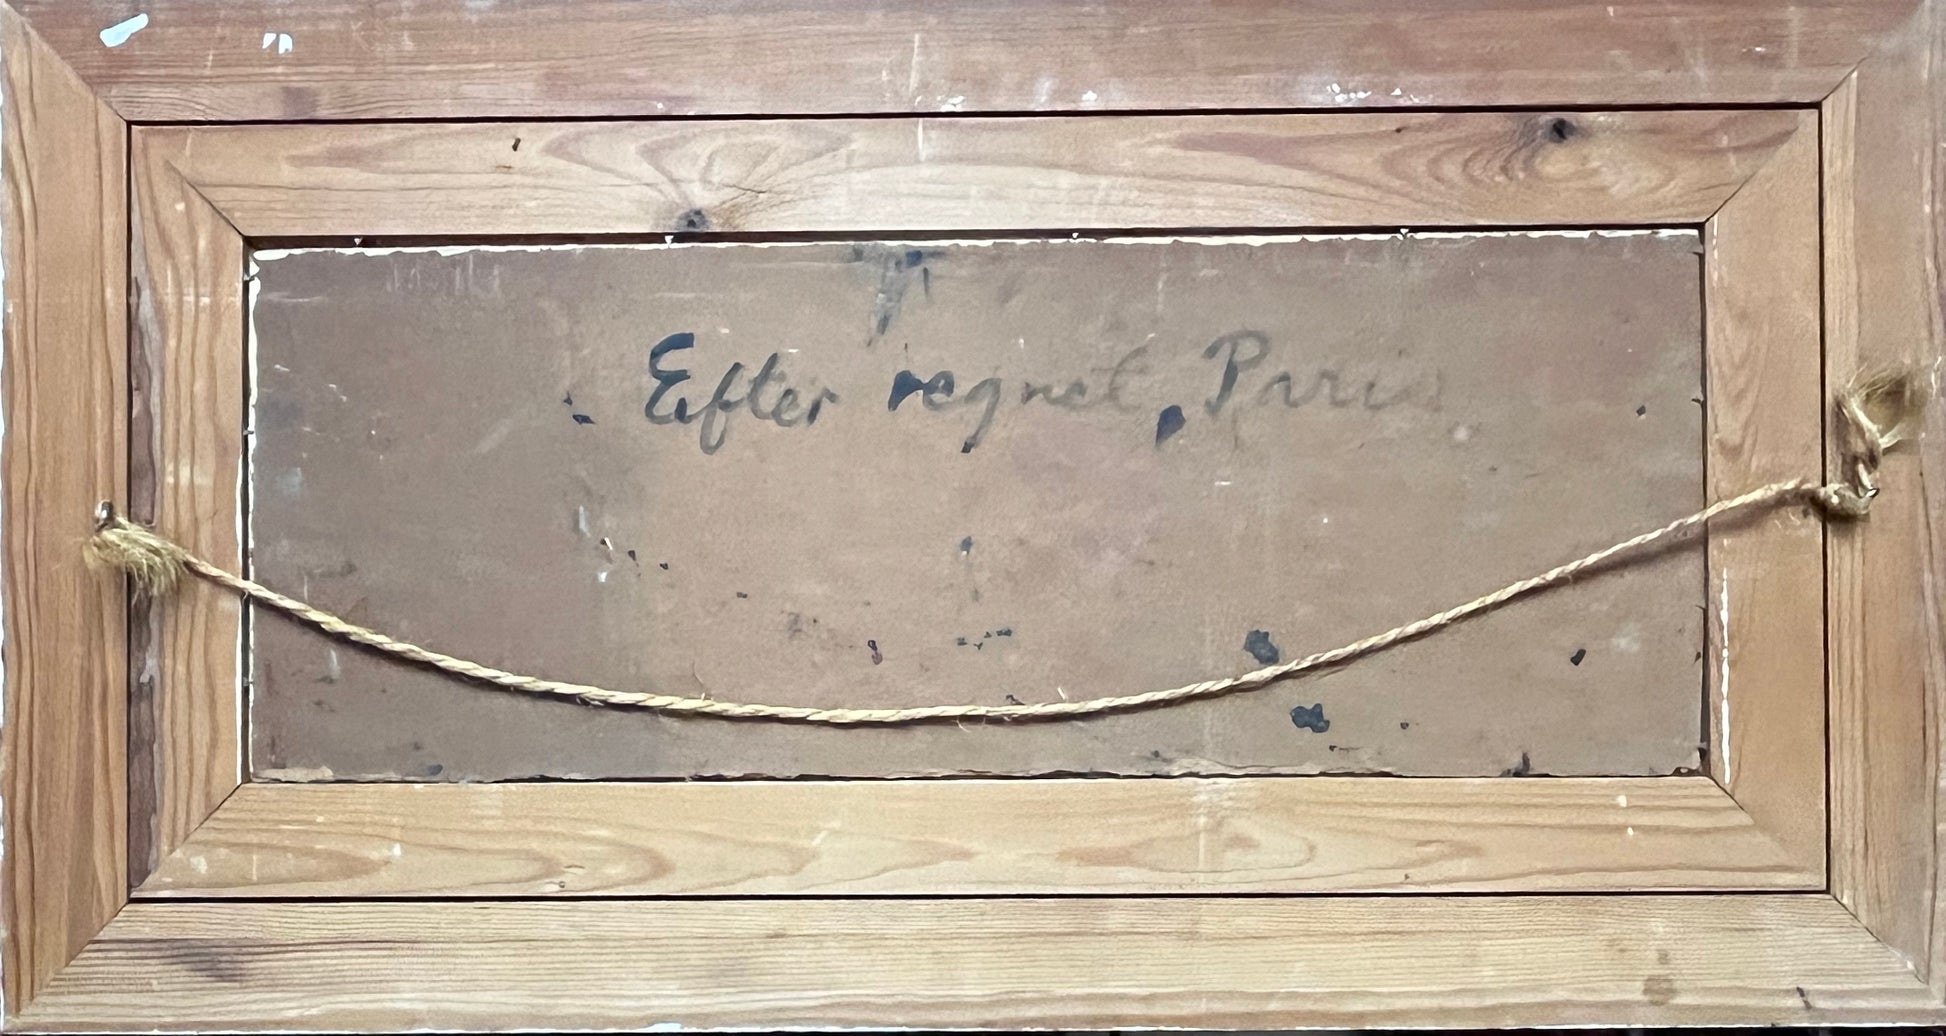 Efter regnet, Paris